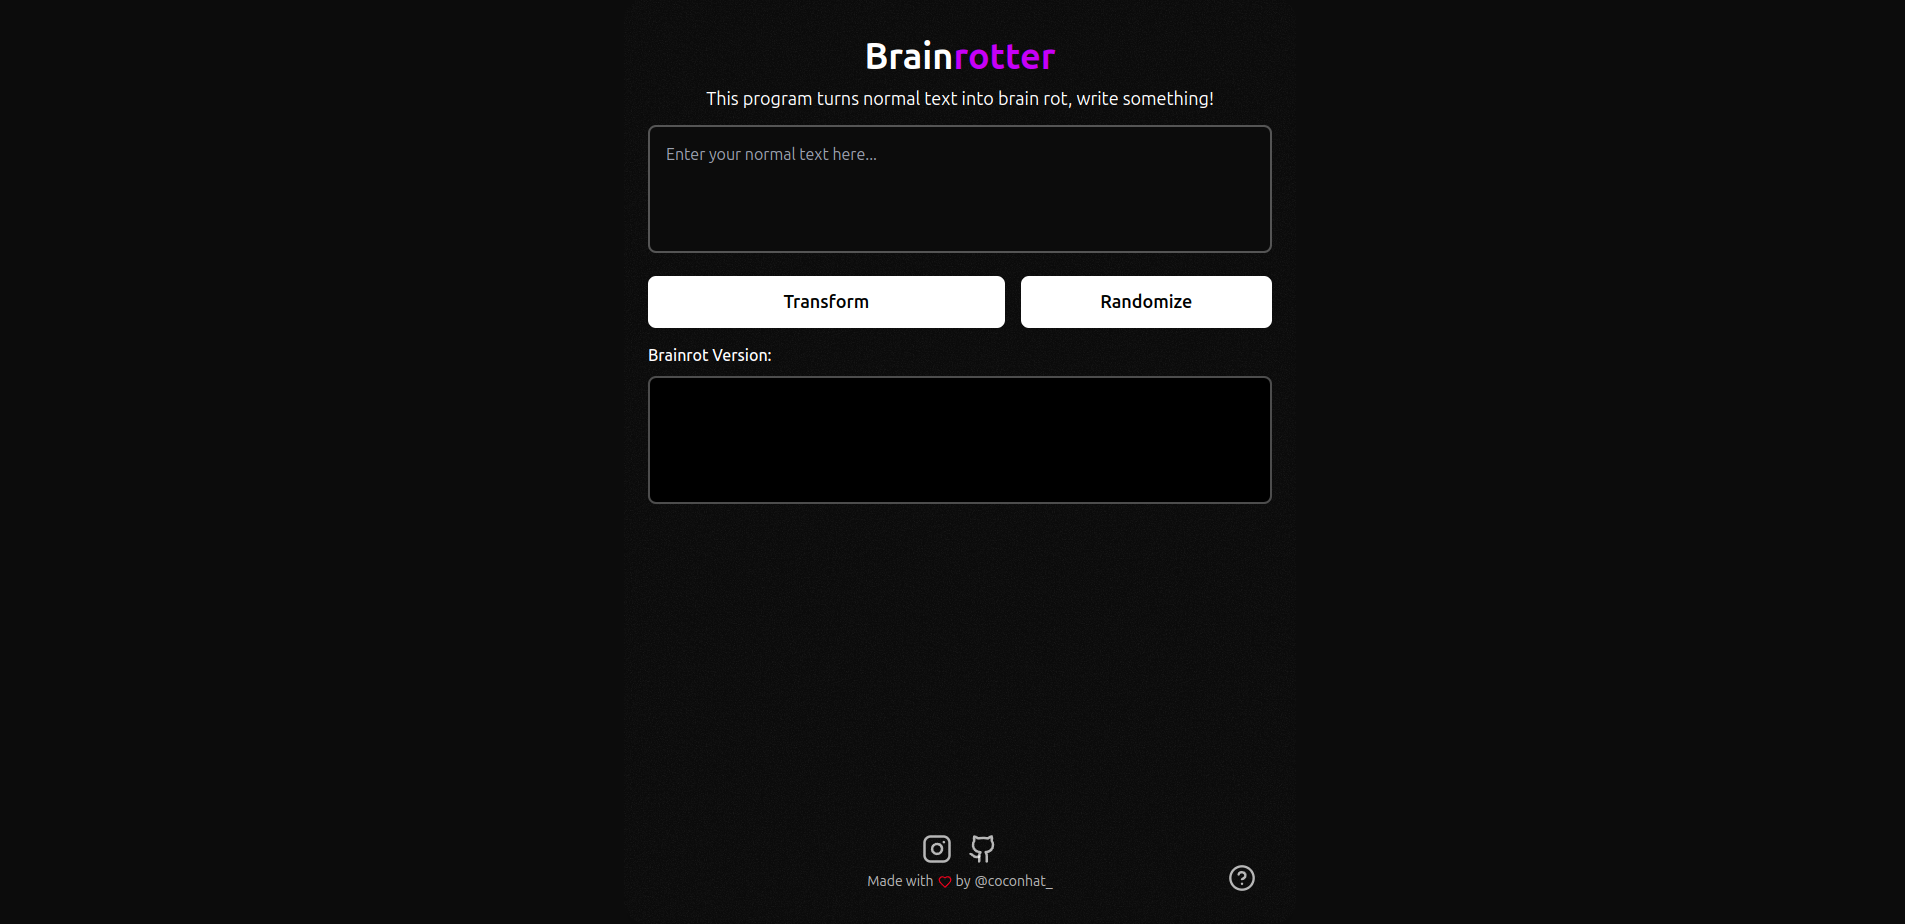 Brainrotter
This program turns normal text into brain rot, write something!
Enter your normal text here...
Transform
Randomize
Brainrot Version:
Made with by @coconhat_